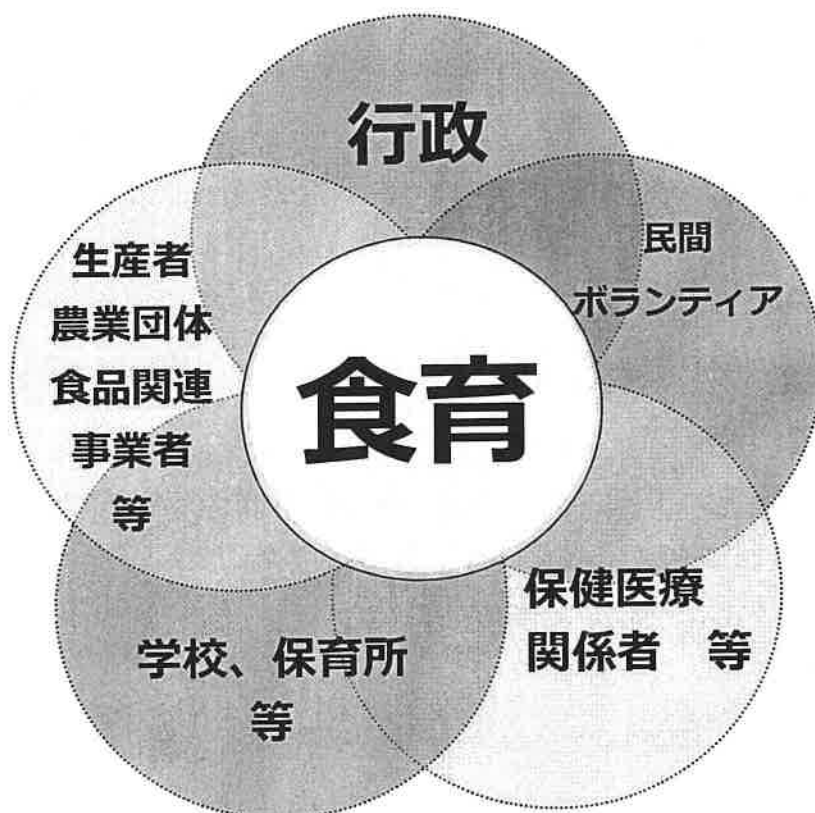 行政
民間
ボランティア
生産者
農業団体
食品関連
事業者
等
食育
保健医療
関係者　等
学校、保育所
等